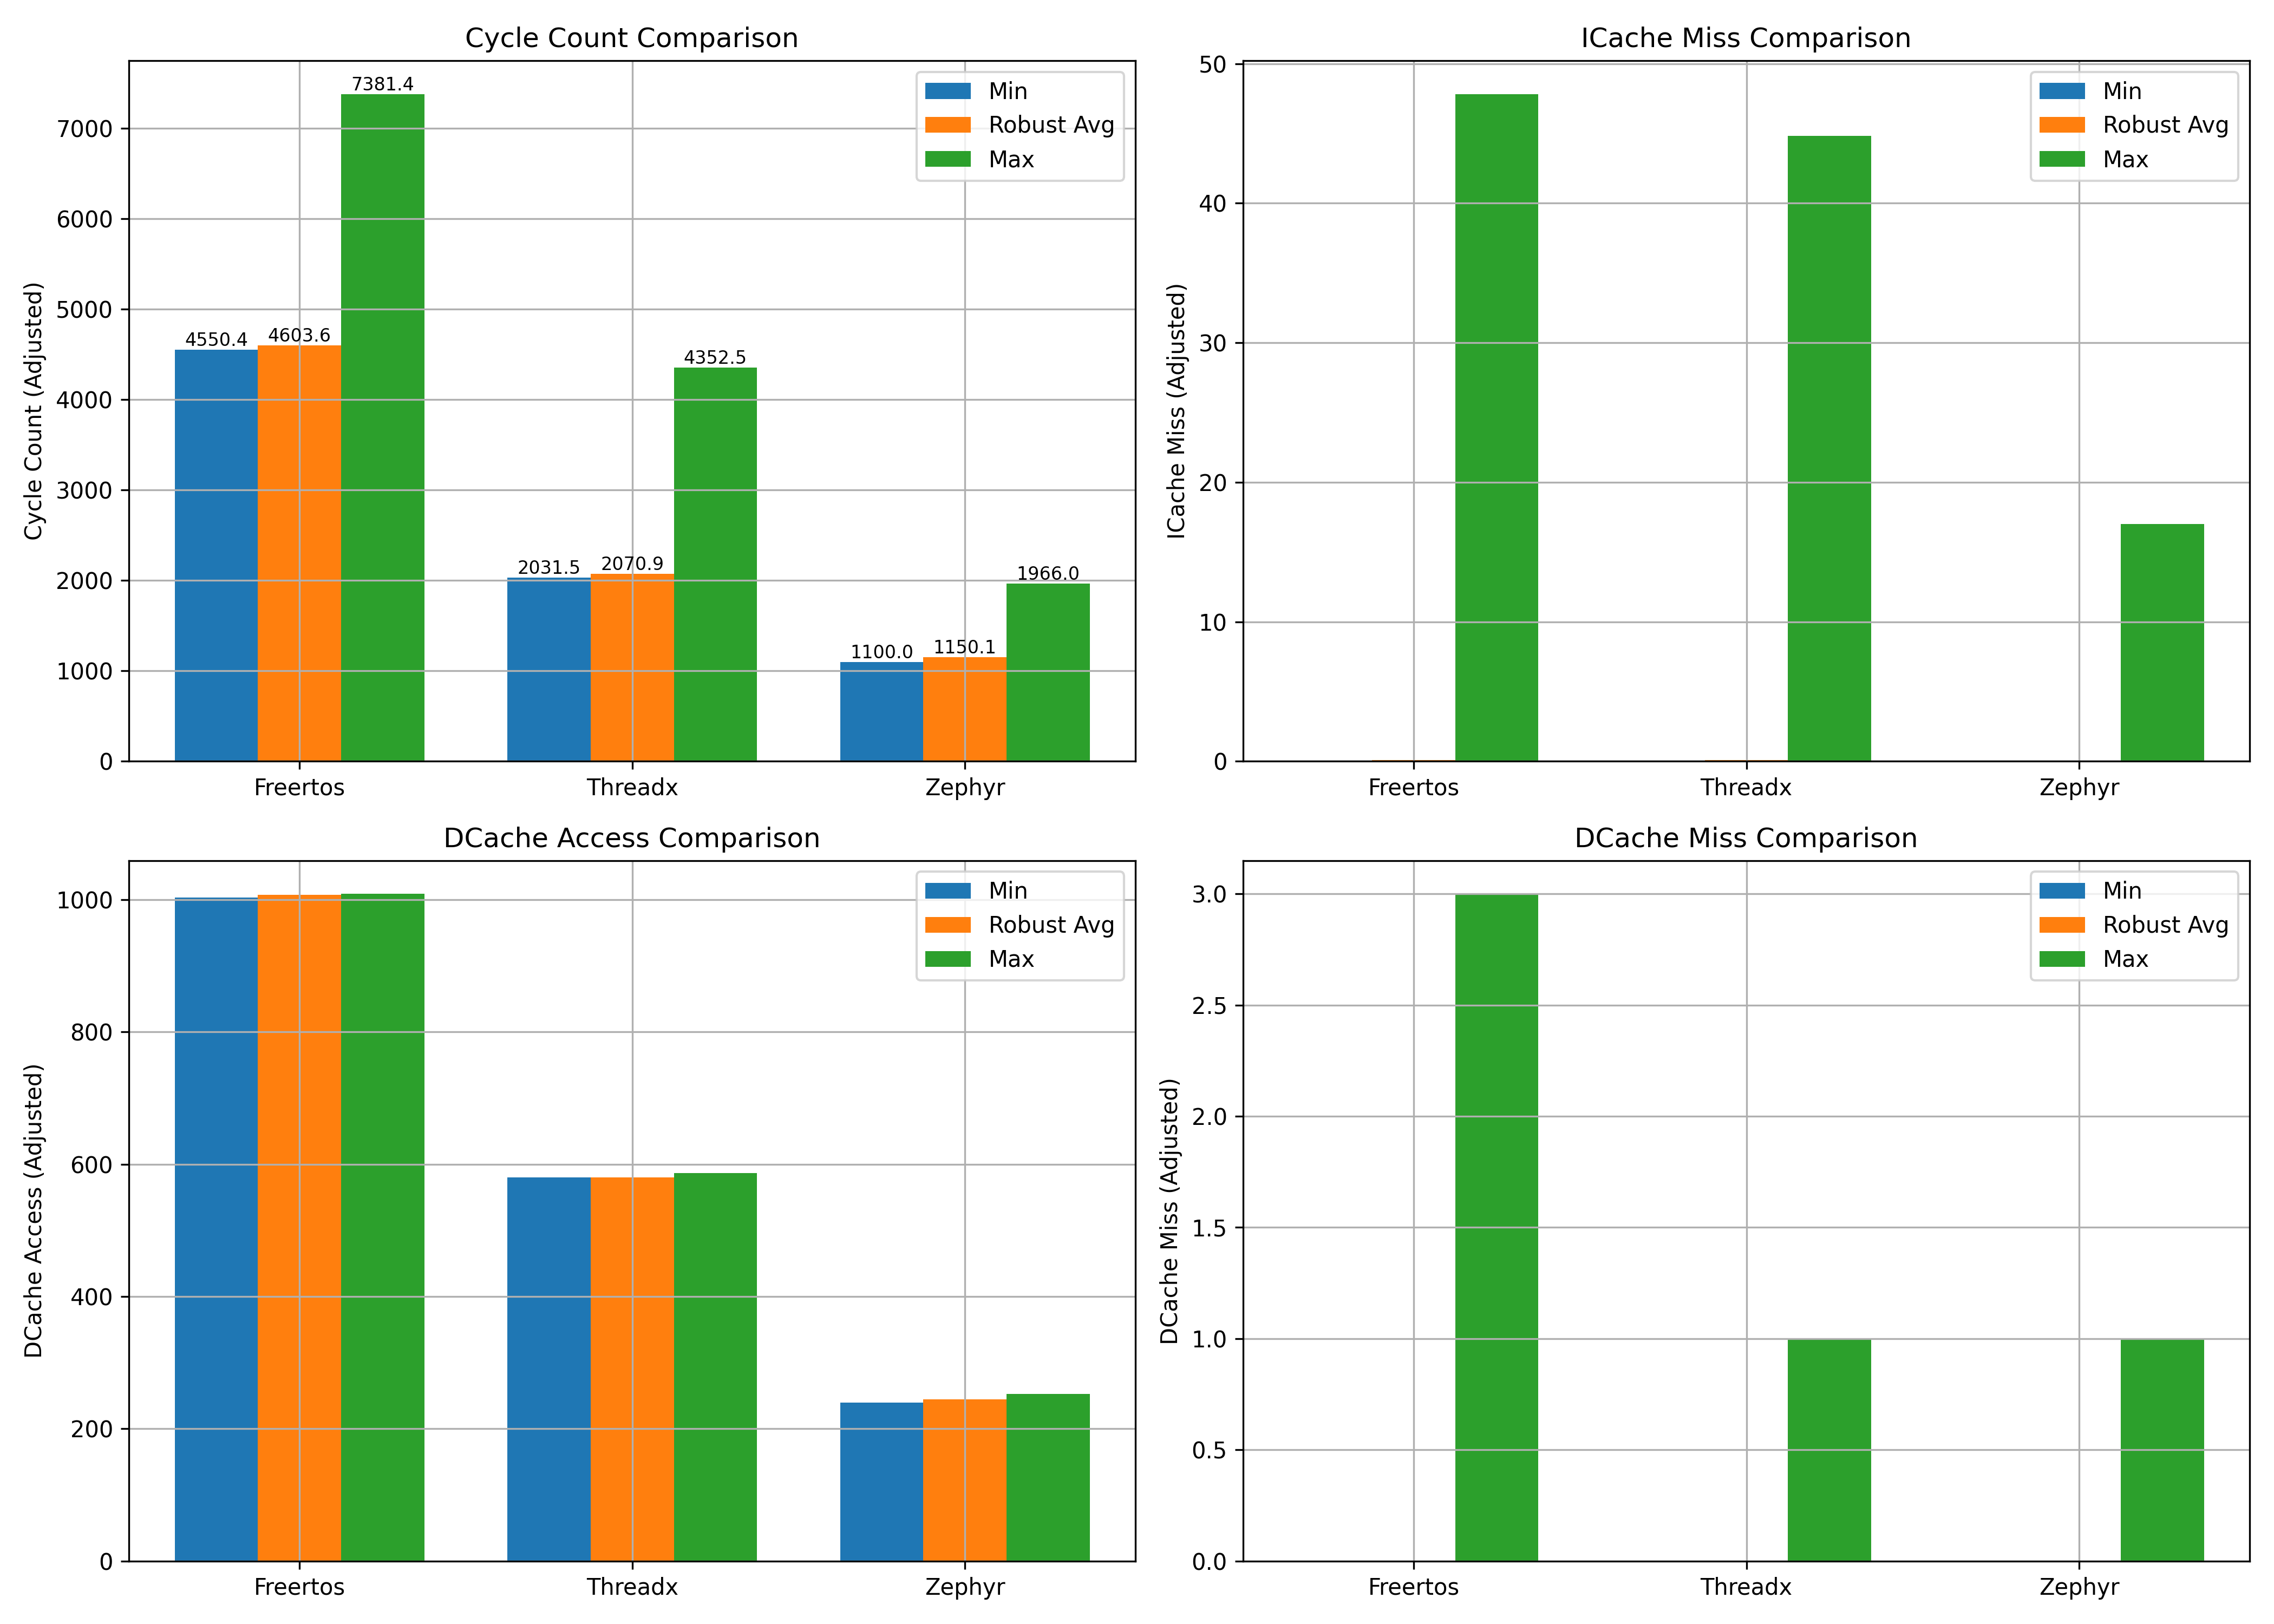 Cycle Count Comparison
Cycle Count (Adjusted)
7000
6000
5000
4000
3000
2000
1000
0
4550.4
4603.6
7381.4
2031.5
2070.9
4352.5
1100.0
1150.1
1966.0
Min
Robust Avg
Max
Freertos
Threadx
Zephyr
ICache Miss Comparison
ICache Miss (Adjusted)
50
40
30
20
10
0
Min
Robust Avg
Max
Freertos
Threadx
Zephyr
DCache Access Comparison
DCache Access (Adjusted)
1000
800
600
400
200
0
Min
Robust Avg
Max
Freertos
Threadx
Zephyr
DCache Miss Comparison
DCache Miss (Adjusted)
3.0
2.5
2.0
1.5
1.0
0.5
0.0
Min
Robust Avg
Max
Freertos
Threadx
Zephyr